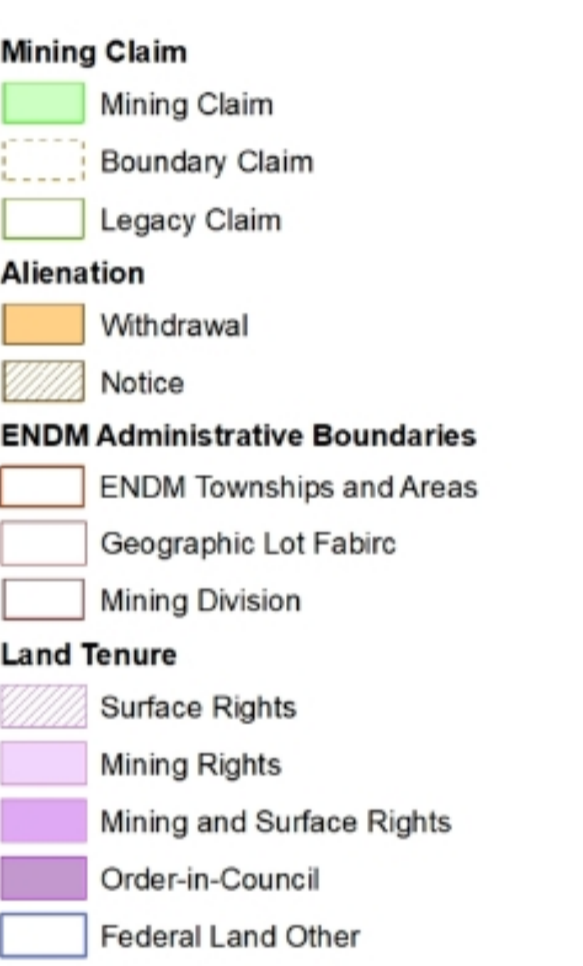 Mining Claim
Mining Claim
Boundary Claim
Legacy Claim
Alienation
Withdrawal
Notice
ENDM Administrative Boundaries
ENDM Townships and Areas
Geographic Lot Fabirc
Mining Division
Land Tenure
Surface Rights
Mining Rights
Mining and Surface Rights
Order-in-Council
Federal Land Other